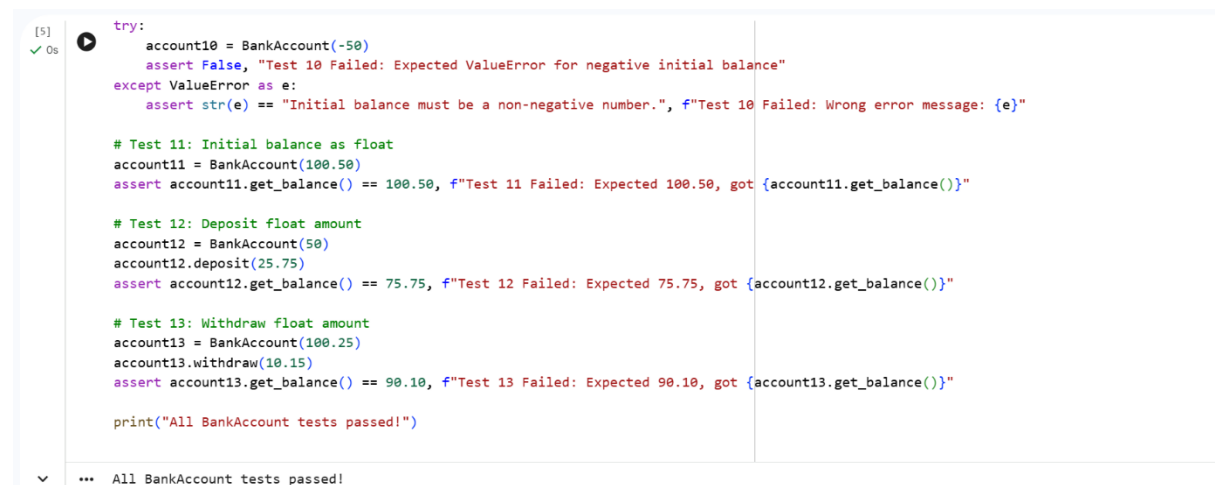 [5]
✓ 0s
try:
    account10 = BankAccount(-50)
    assert False, "Test 10 Failed: Expected ValueError for negative initial balance"
except ValueError as e:
    assert str(e) == "Initial balance must be a non-negative number.", f"Test 10 Failed: Wrong error message: {e}"

# Test 11: Initial balance as float
account11 = BankAccount(100.50)
assert account11.get_balance() == 100.50, f"Test 11 Failed: Expected 100.50, got {account11.get_balance()}"

# Test 12: Deposit float amount
account12 = BankAccount(50)
account12.deposit(25.75)
assert account12.get_balance() == 75.75, f"Test 12 Failed: Expected 75.75, got {account12.get_balance()}"

# Test 13: Withdraw float amount
account13 = BankAccount(100.25)
account13.withdraw(10.15)
assert account13.get_balance() == 90.10, f"Test 13 Failed: Expected 90.10, got {account13.get_balance()}"

print("All BankAccount tests passed!")

All BankAccount tests passed!